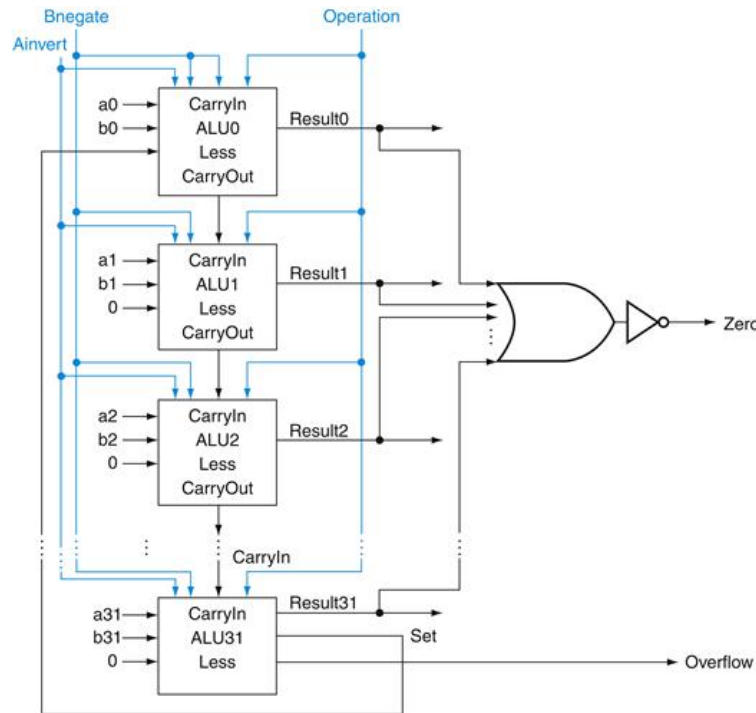 Bnegate
Operation
Ainvert
a0
b0
CarryIn
ALU0
Less
CarryOut
Result0
a1
b1
0
CarryIn
ALU1
Less
CarryOut
Result1
Zero
a2
b2
0
CarryIn
ALU2
Less
CarryOut
Result2
CarryIn
a31
b31
0
CarryIn
ALU31
Less
Result31
Set
Overflow